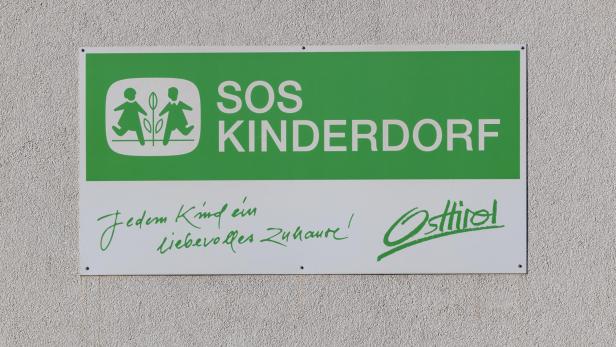 SOS
KINDERDORF
Jedem Kind ein
liebevolles Zuhause!
Osttirol